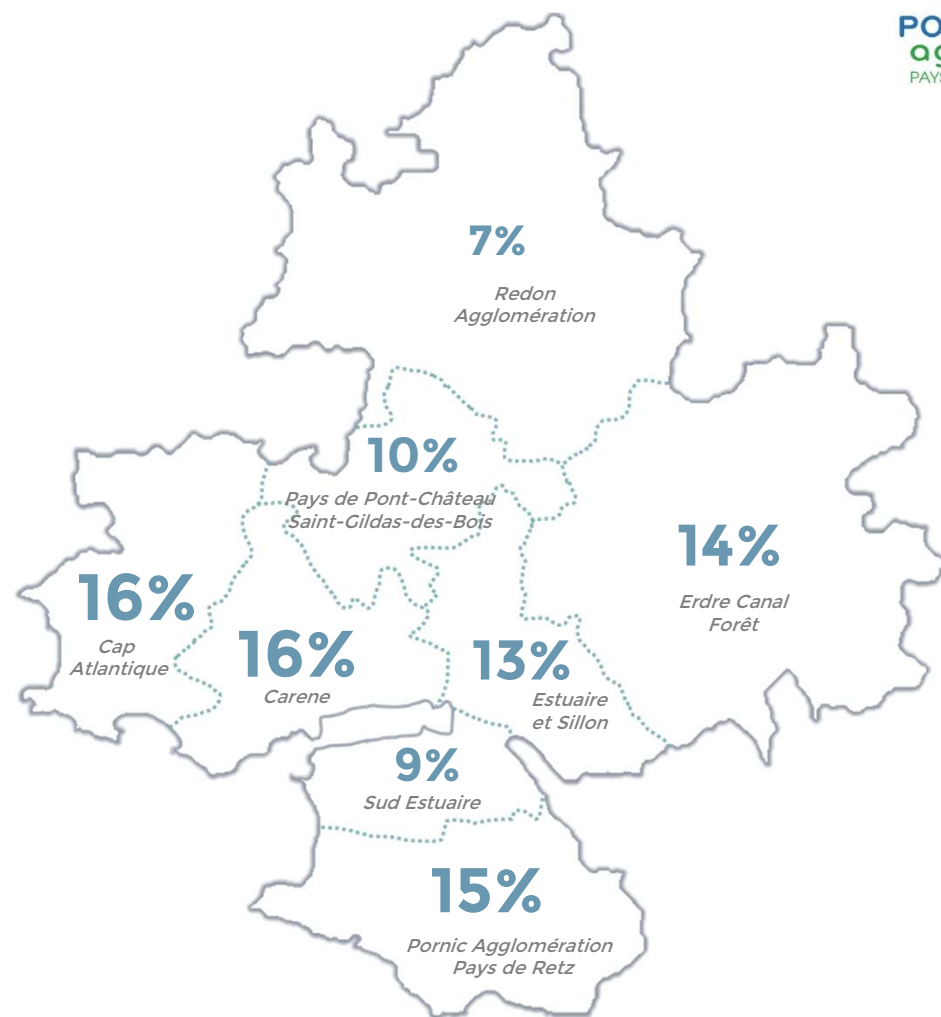 PAYS
7%
Redon
Agglomération
10%
Pays de Pont-Château
Saint-Gildas-des-Bois
14%
Erdre Canal
Forêt
16%
Cap
Atlantique
16%
Carene
13%
Estuaire
et Sillon
9%
Sud Estuaire
15%
Pornic Agglomération
Pays de Retz